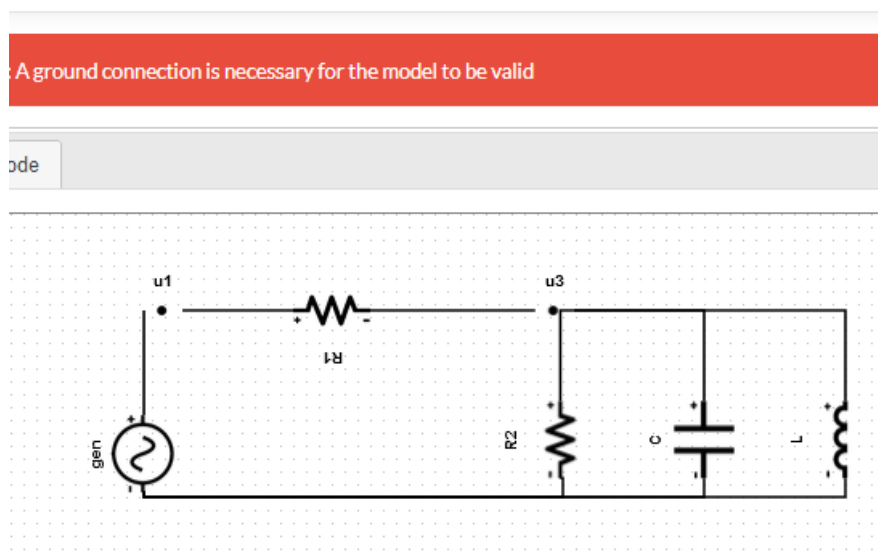 : A ground connection is necessary for the model to be valid
ode
u1
u3
R1
gen
R2
C
L